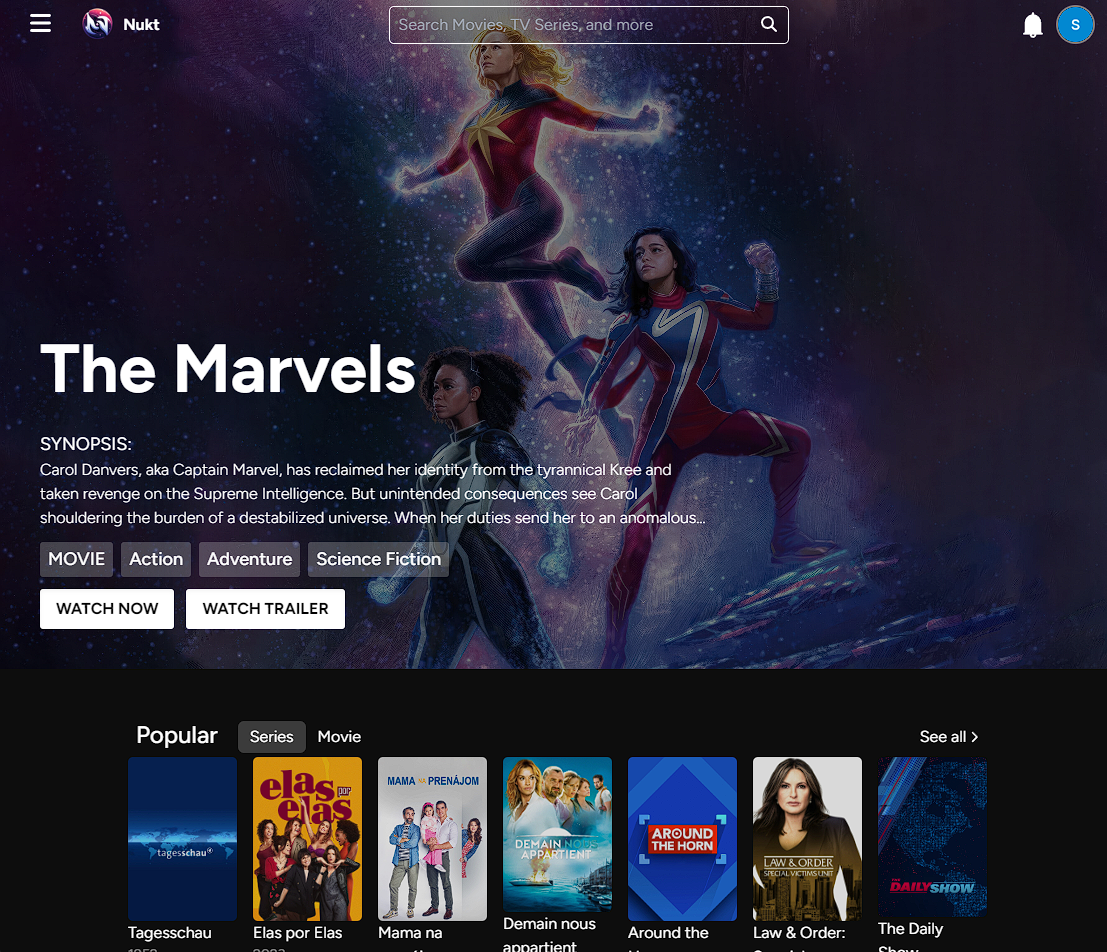 Nukt
Search Movies, TV Series, and more
S
The Marvels
SYNOPSIS:
Carol Danvers, aka Captain Marvel, has reclaimed her identity from the tyrannical Kree and
taken revenge on the Supreme Intelligence. But unintended consequences see Carol
shouldering the burden of a destabilized universe. When her duties send her to an anomalous...
MOVIE Action Adventure Science Fiction
WATCH NOW WATCH TRAILER
Popular Series Movie See all
tagesschau
elas por elas
MAMA NA PRENÁJOM
DEMAIN NOUS
APPARTIENT
AROUND
THE HORN
LAW & ORDER
SPECIAL VICTIMS UNIT
THE DAILY SHOW
Tagesschau
Elas por Elas
Mama na
Demain nous
appartient
Around the
Law & Order:
The Daily
Show